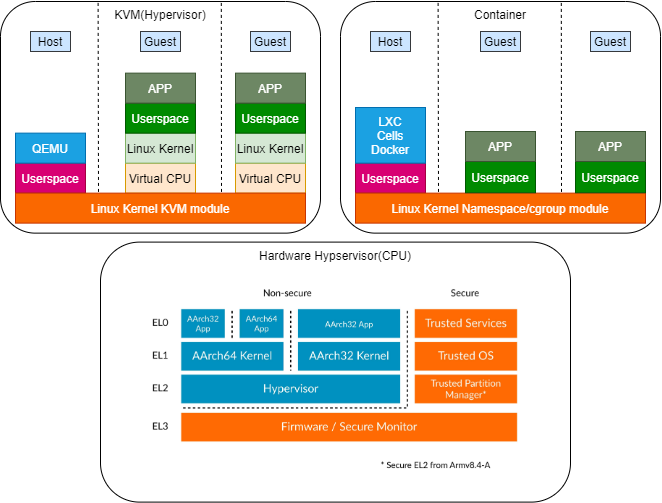 KVM(Hypervisor)
Host
Guest
Guest
APP
APP
Userspace
Userspace
QEMU
Linux Kernel
Linux Kernel
Userspace
Virtual CPU
Virtual CPU
Linux Kernel KVM module
Container
Host
Guest
Guest
LXC
Cells
Docker
APP
APP
Userspace
Userspace
Userspace
Linux Kernel Namespace/cgroup module
Hardware Hypservisor(CPU)
Non-secure
Secure
EL0
AArch32
App
AArch64
App
AArch32 App
Trusted Services
EL1
AArch64 Kernel
AArch32 Kernel
Trusted OS
EL2
Hypervisor
Trusted Partition
Manager*
EL3
Firmware / Secure Monitor
* Secure EL2 from Armv8.4-A